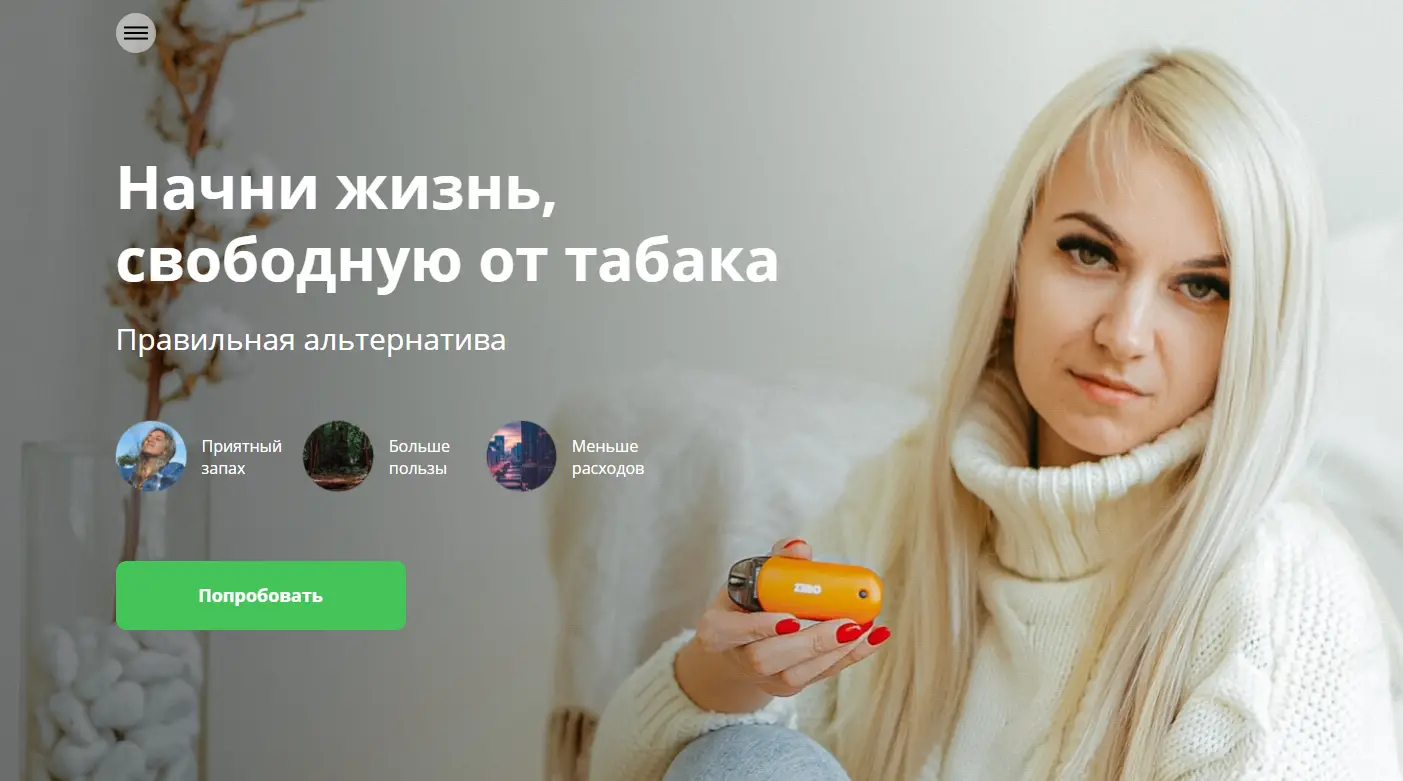 Начни жизнь,
свободную от табака
Правильная альтернатива
Приятный
запах
Больше
пользы
Меньше
расходов
ZERO
Попробовать